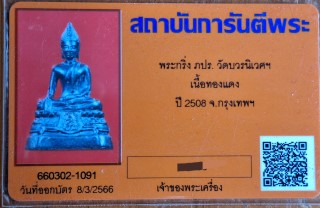 สถาบันการันตีพระ
พระกริ่ง ภปร. วัดบวรนิเวศฯ
เนื้อทองแดง
ปี 2508 จ.กรุงเทพฯ
660302-1091
วันที่ออกบัตร 8/3/2566
เจ้าของพระเครื่อง